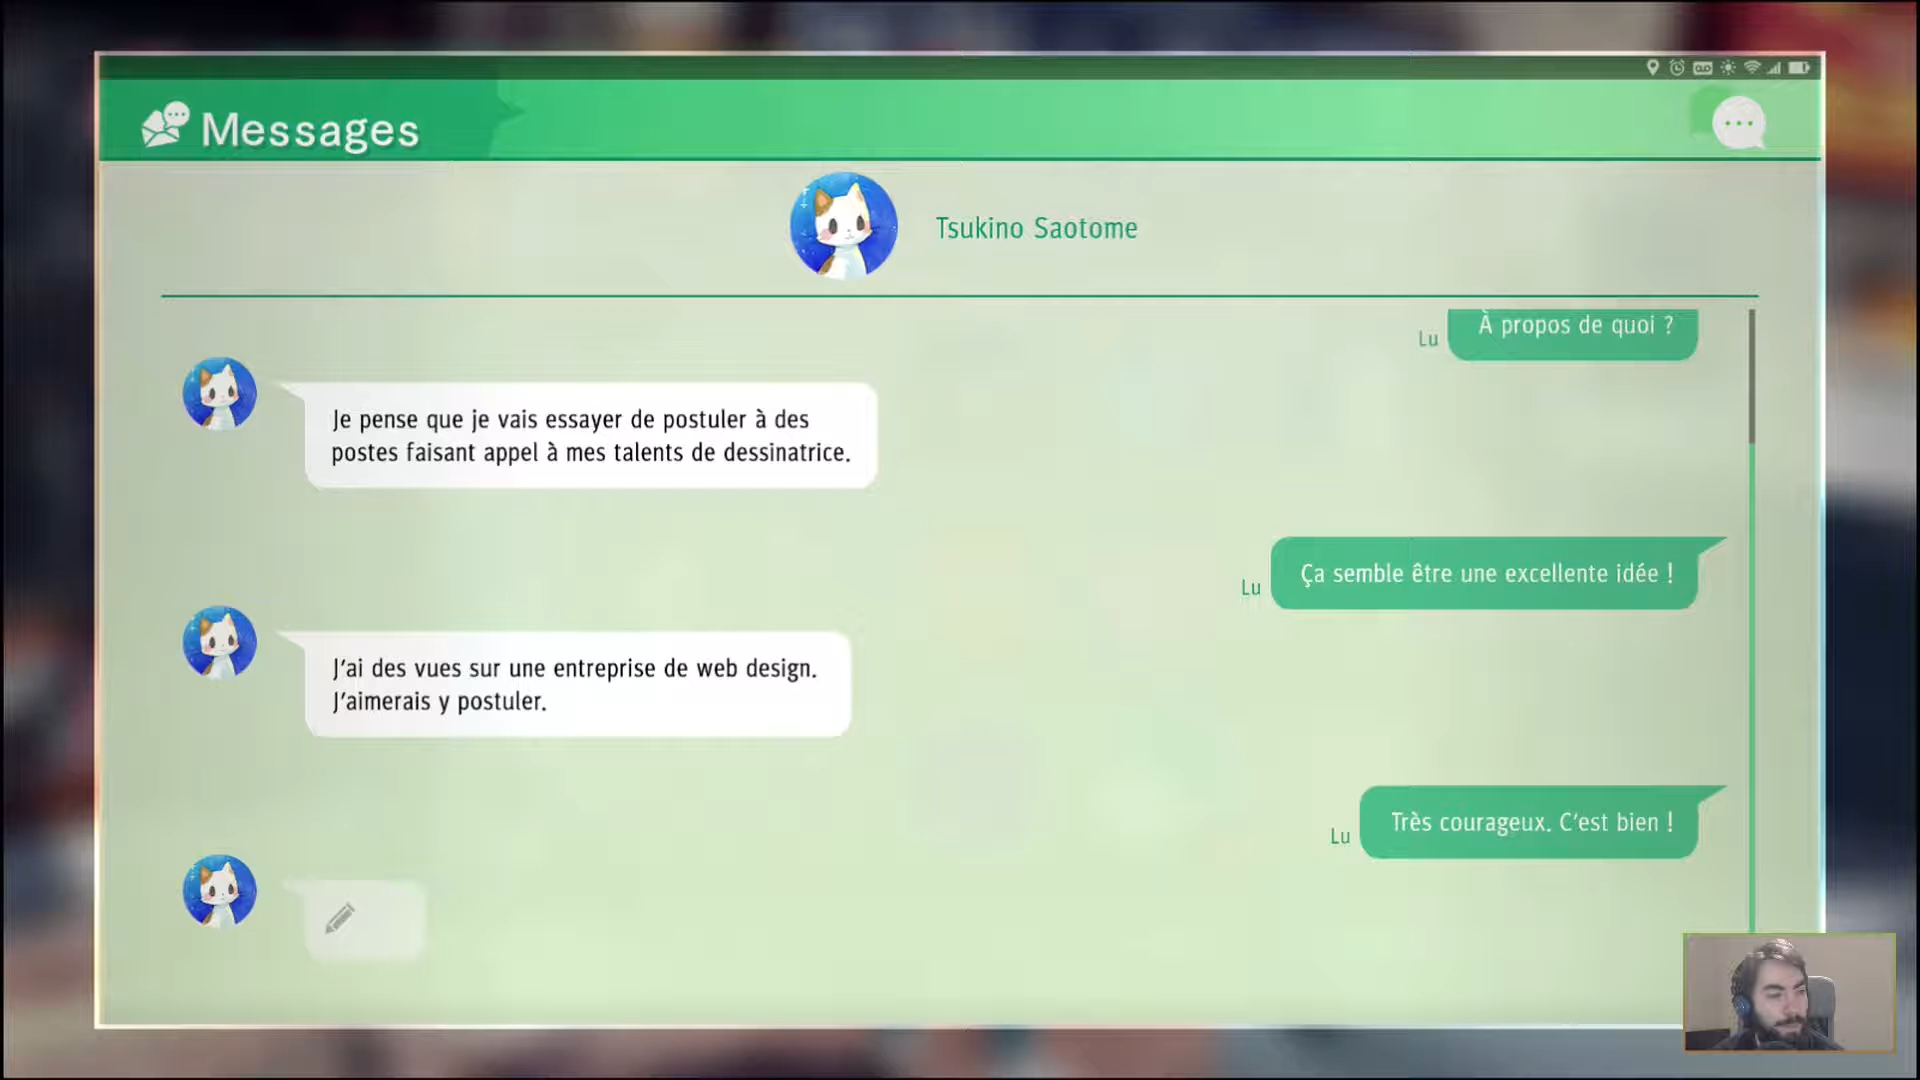 Messages
Tsukino Saotome
À propos de quoi ?
Lu
Je pense que je vais essayer de postuler à des
postes faisant appel à mes talents de dessinatrice.
Ça semble être une excellente idée !
Lu
J'ai des vues sur une entreprise de web design.
J'aimerais y postuler.
Très courageux. C'est bien !
Lu